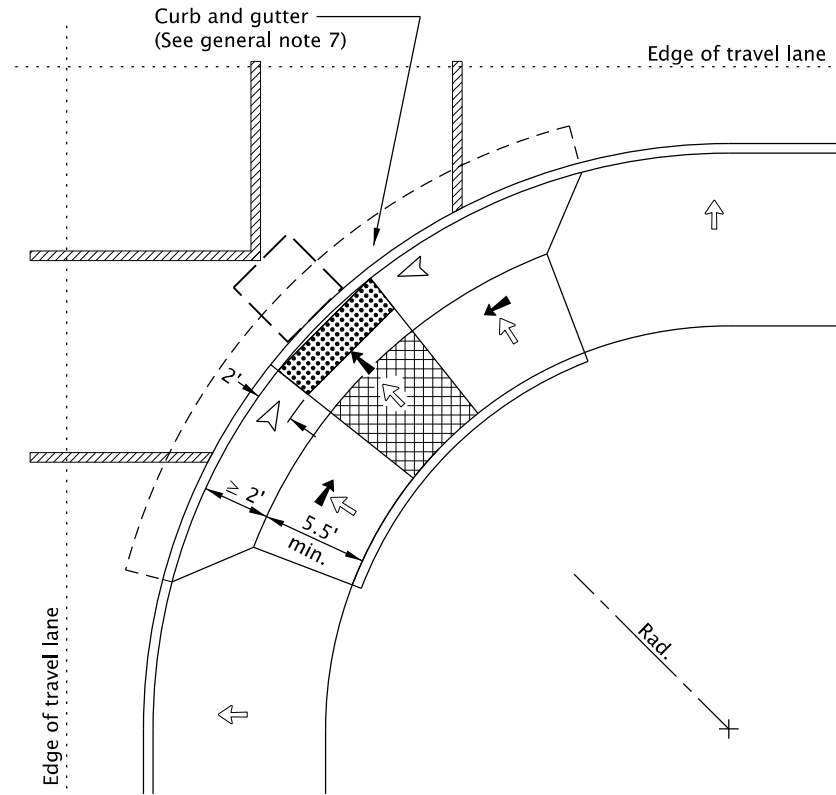 Curb and gutter
(See general note 7)
Edge of travel lane
2'
≥ 2'
5.5'
min.
Rad.
Edge of travel lane